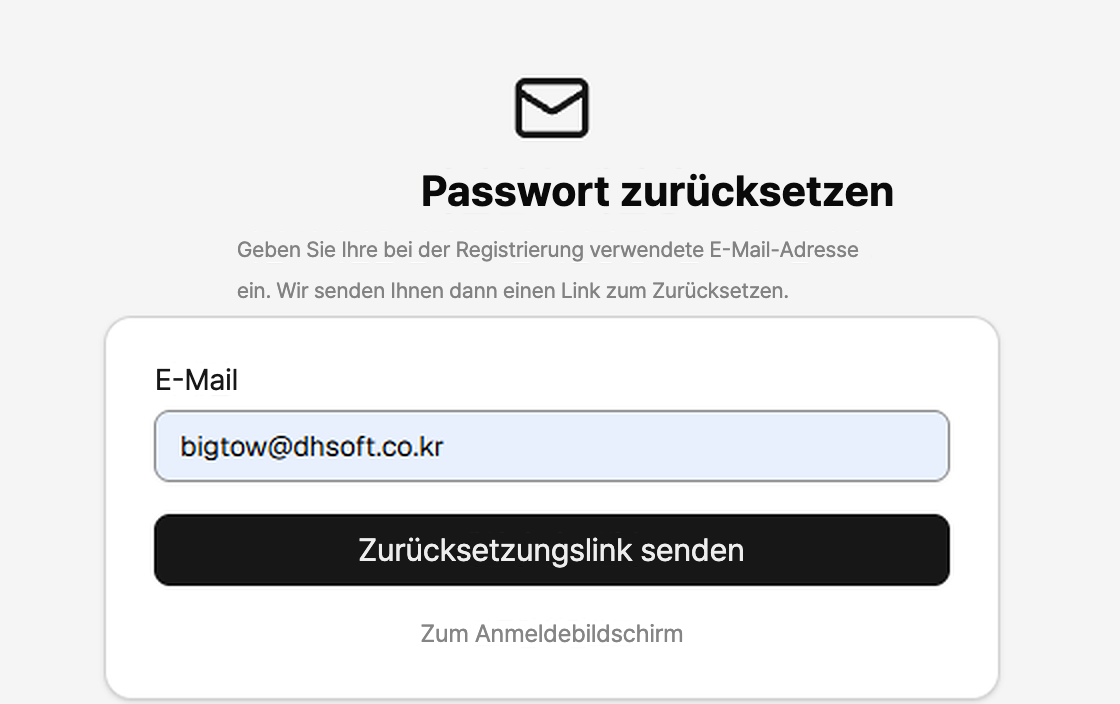 Passwort zurücksetzen
Geben Sie Ihre bei der Registrierung verwendete E-Mail-Adresse
ein. Wir senden Ihnen dann einen Link zum Zurücksetzen.
E-Mail
bigtow@dhsoft.co.kr
Zurücksetzungslink senden
Zum Anmeldebildschirm